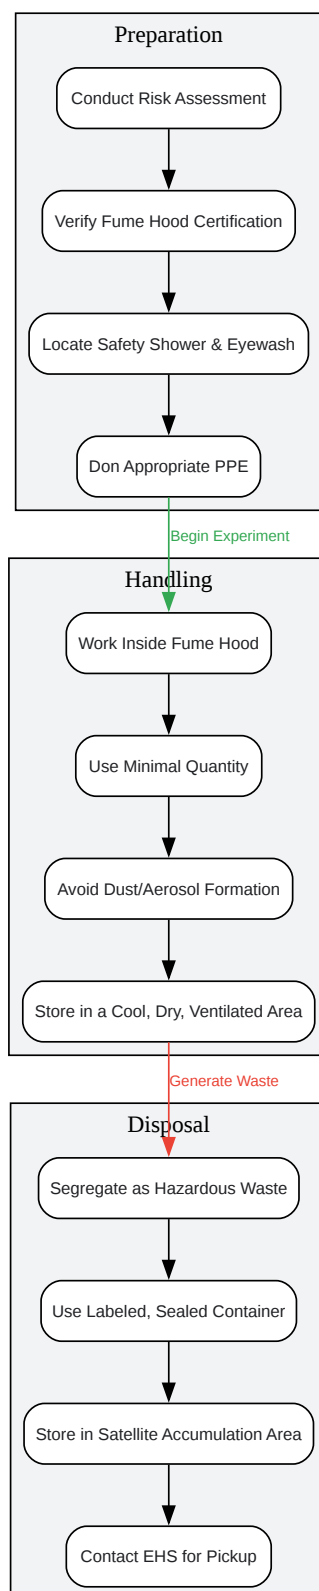 Preparation
Conduct Risk Assessment
Verify Fume Hood Certification
Locate Safety Shower & Eyewash
Don Appropriate PPE
Begin Experiment
Handling
Work Inside Fume Hood
Use Minimal Quantity
Avoid Dust/Aerosol Formation
Store in a Cool, Dry, Ventilated Area
Generate Waste
Disposal
Segregate as Hazardous Waste
Use Labeled, Sealed Container
Store in Satellite Accumulation Area
Contact EHS for Pickup